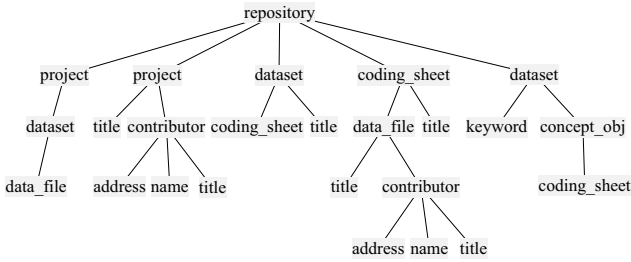 repository
project project dataset coding_sheet dataset
dataset title contributor coding_sheet title data_file title keyword concept_obj
data_file address name title title contributor coding_sheet
address name title